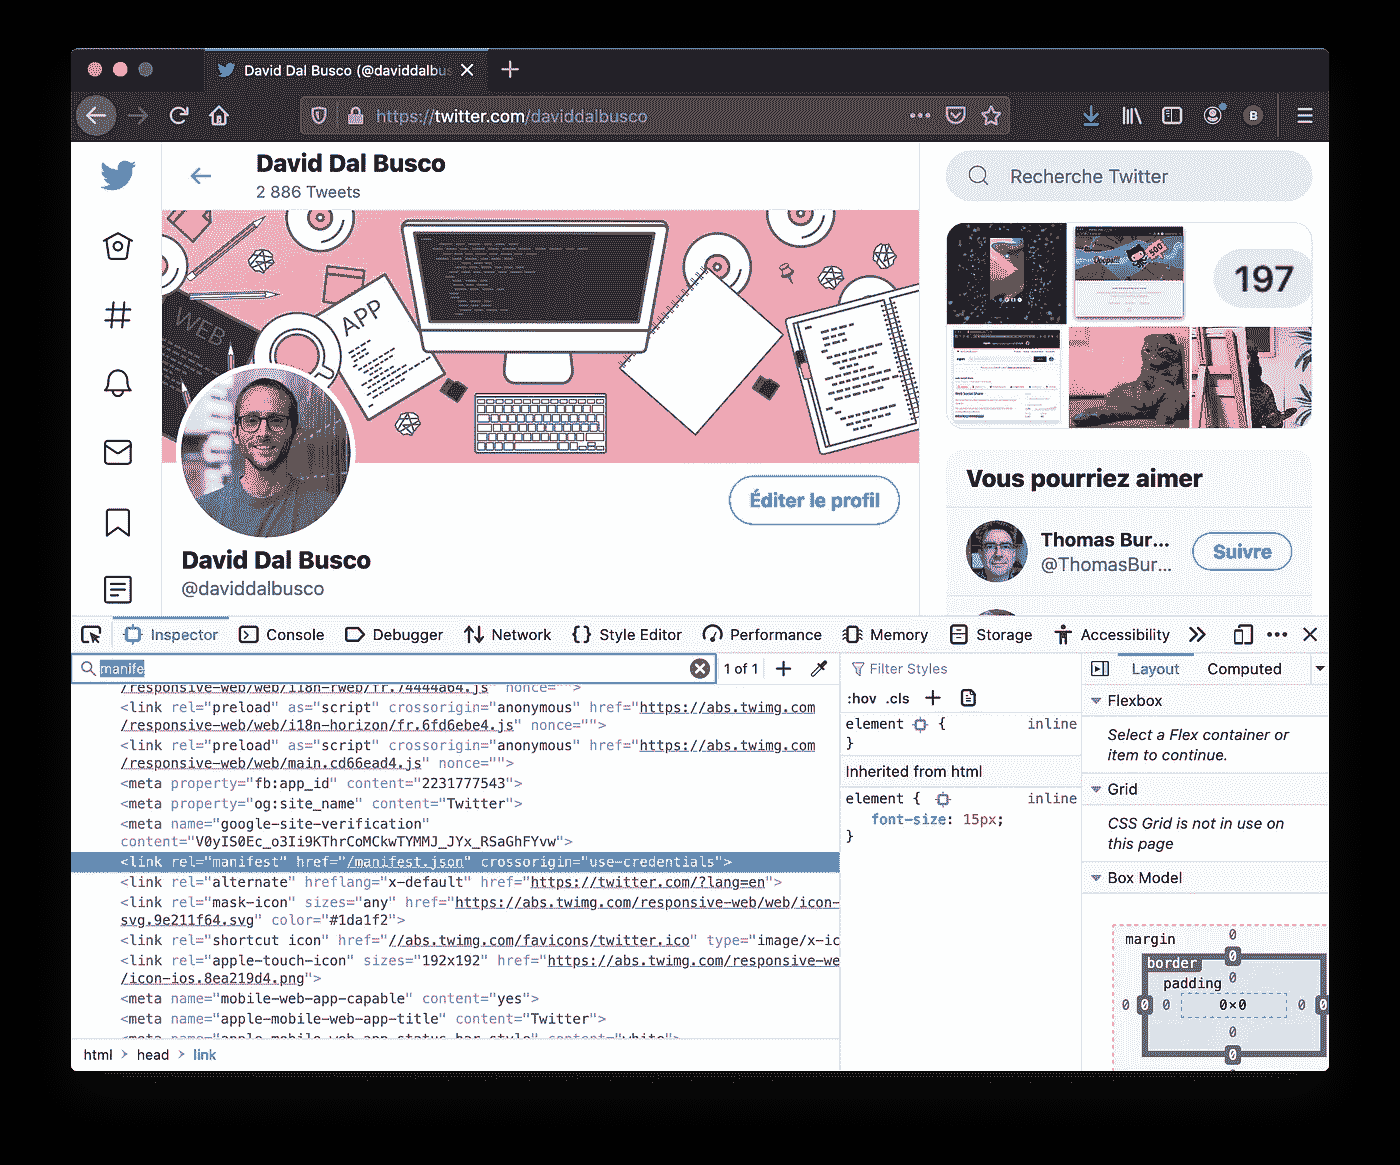 David Dal Busco (@daviddalbus
https://twitter.com/daviddalbusco
B
David Dal Busco
2 886 Tweets
Recherche Twitter
WEB
APP
197
Éditer le profil
David Dal Busco
@daviddalbusco
Vous pourriez aimer
Thomas Bur...
@ThomasBur...
Suivre
Inspector
Console
Debugger
Network
Style Editor
Performance
Memory
Storage
Accessibility
manife
1 of 1
/responsive-web/web/i18n-rweb/fr.74444a64.js" nonce="">
<link rel="preload" as="script" crossorigin="anonymous" href="https://abs.twimg.com
/responsive-web/web/i18n-horizon/fr.6fd6ebe4.js" nonce="">
<link rel="preload" as="script" crossorigin="anonymous" href="https://abs.twimg.com
/responsive-web/web/main.cd66ead4.js" nonce="">
<meta property="fb:app_id" content="2231777543">
<meta property="og:site_name" content="Twitter">
<meta name="google-site-verification"
content="V0yIS0Ec_o3Ii9KThrCoMCkwTYMMJ_JYx_RSaGhFYvw">
<link rel="manifest" href="/manifest.json" crossorigin="use-credentials">
<link rel="alternate" hreflang="x-default" href="https://twitter.com/?lang=en">
<link rel="mask-icon" sizes="any" href="https://abs.twimg.com/responsive-web/web/icon-
svg.9e211f64.svg" color="#1da1f2">
<link rel="shortcut icon" href="//abs.twimg.com/favicons/twitter.ico" type="image/x-ic
<link rel="apple-touch-icon" sizes="192x192" href="https://abs.twimg.com/responsive-we
/icon-ios.8ea219d4.png">
<meta name="mobile-web-app-capable" content="yes">
<meta name="apple-mobile-web-app-title" content="Twitter">
<meta name="apple-mobile-web-app-status-bar-style" content="white">
html > head > link
Filter Styles
:hov .cls
element {
inline
}
Inherited from html
element {
inline
font-size: 15px;
}
Layout
Computed
Flexbox
Select a Flex container or
item to continue.
Grid
CSS Grid is not in use on
this page
Box Model
margin
0
border
0
padding
0
0 0 0
0×0
0 0
0
0